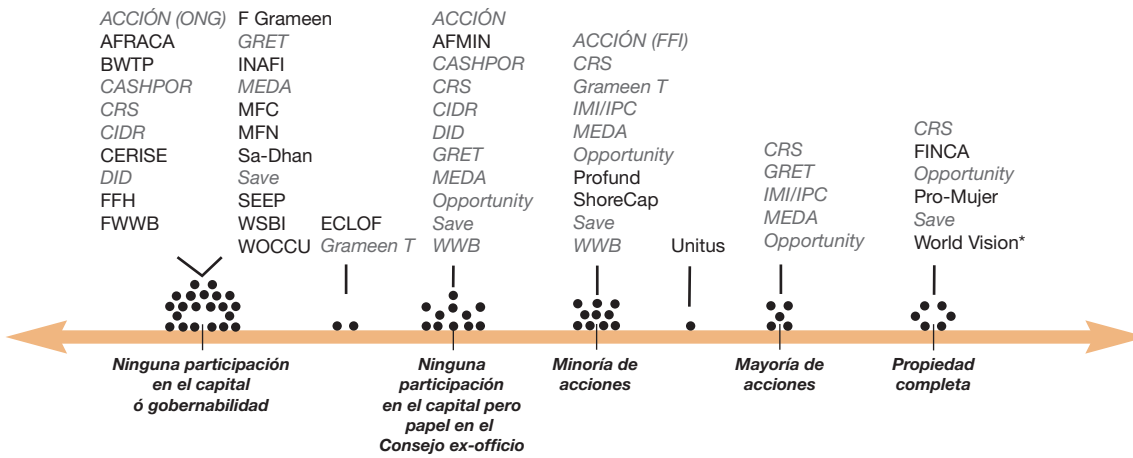 ACCIÓN (ONG)
AFRACA
BWTP
CASHPOR
CRS
CIDR
CERISE
DID
FFH
FWWB
F Grameen
GRET
INAFI
MEDA
MFC
MFN
Sa-Dhan
Save
SEEP
WSBI
WOCCU
ECLOF
Grameen T
ACCIÓN
AFMIN
CASHPOR
CRS
CIDR
DID
GRET
MEDA
Opportunity
Save
WWB
ACCIÓN (FFI)
CRS
Grameen T
IMI/IPC
MEDA
Opportunity
Profund
ShoreCap
Save
WWB
Unitus
CRS
GRET
IMI/IPC
MEDA
Opportunity
CRS
FINCA
Opportunity
Pro-Mujer
Save
World Vision*
Ninguna participación
en el capital
ó gobernabilidad
Ninguna
participación
en el capital pero
papel en el
Consejo ex-officio
Minoría de
acciones
Mayoría de
acciones
Propiedad
completa